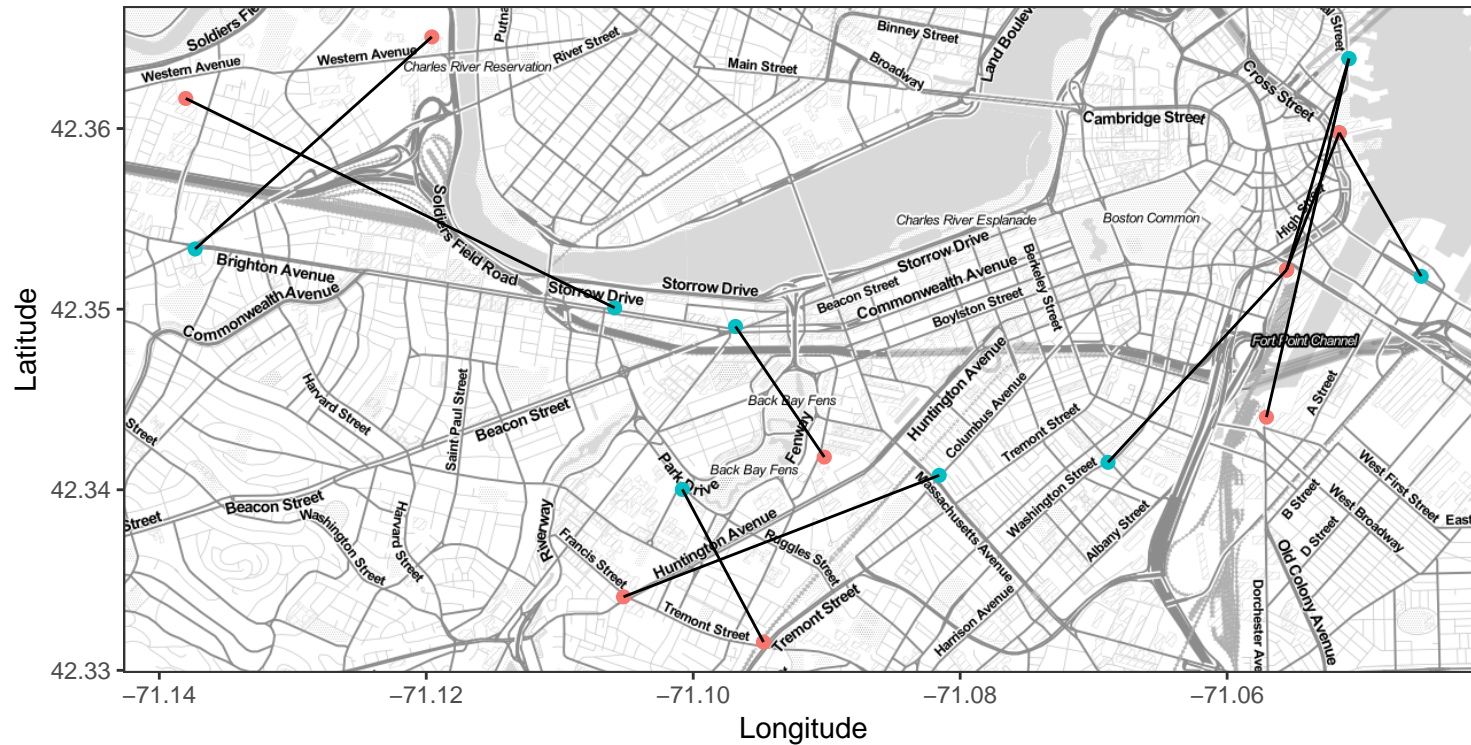 Soldiers Fie
Putna
River Street
Binney Street
Land Boulev
al Street
Western Avenue
Western Avenue
Charles River Reservation
Main Street
Broadway
Cross Street
42.36
Cambridge Street
Soldiers Field Road
Charles River Esplanade
Boston Common
High Street
Brighton Avenue
Storrow Drive
Berkeley Street
Commonwealth Avenue
Storrow Drive
Storrow Drive
Beacon Street
Commonwealth Avenue
Boylston Street
42.35
Latitude
Fort Point Channel
Harvard Street
Saint Paul Street
Beacon Street
Back Bay Fens
Huntington Avenue
Columbus Avenue
A Street
Street
Fenway
Tremont Street
Park Drive
Back Bay Fens
Massachusetts Avenue
Washington Street
West First Street
42.34
Street
Beacon Street
Washington Street
Harvard Street
Riverway
Francis Street
Huntington Avenue
Ruggles Street
Albany Street
B Street
D Street
West Broadway
East
Old Colony Avenue
Tremont Street
Tremont Street
Harrison Avenue
Dorchester Ave
42.33
−71.14
−71.12
−71.10
−71.08
−71.06
Longitude